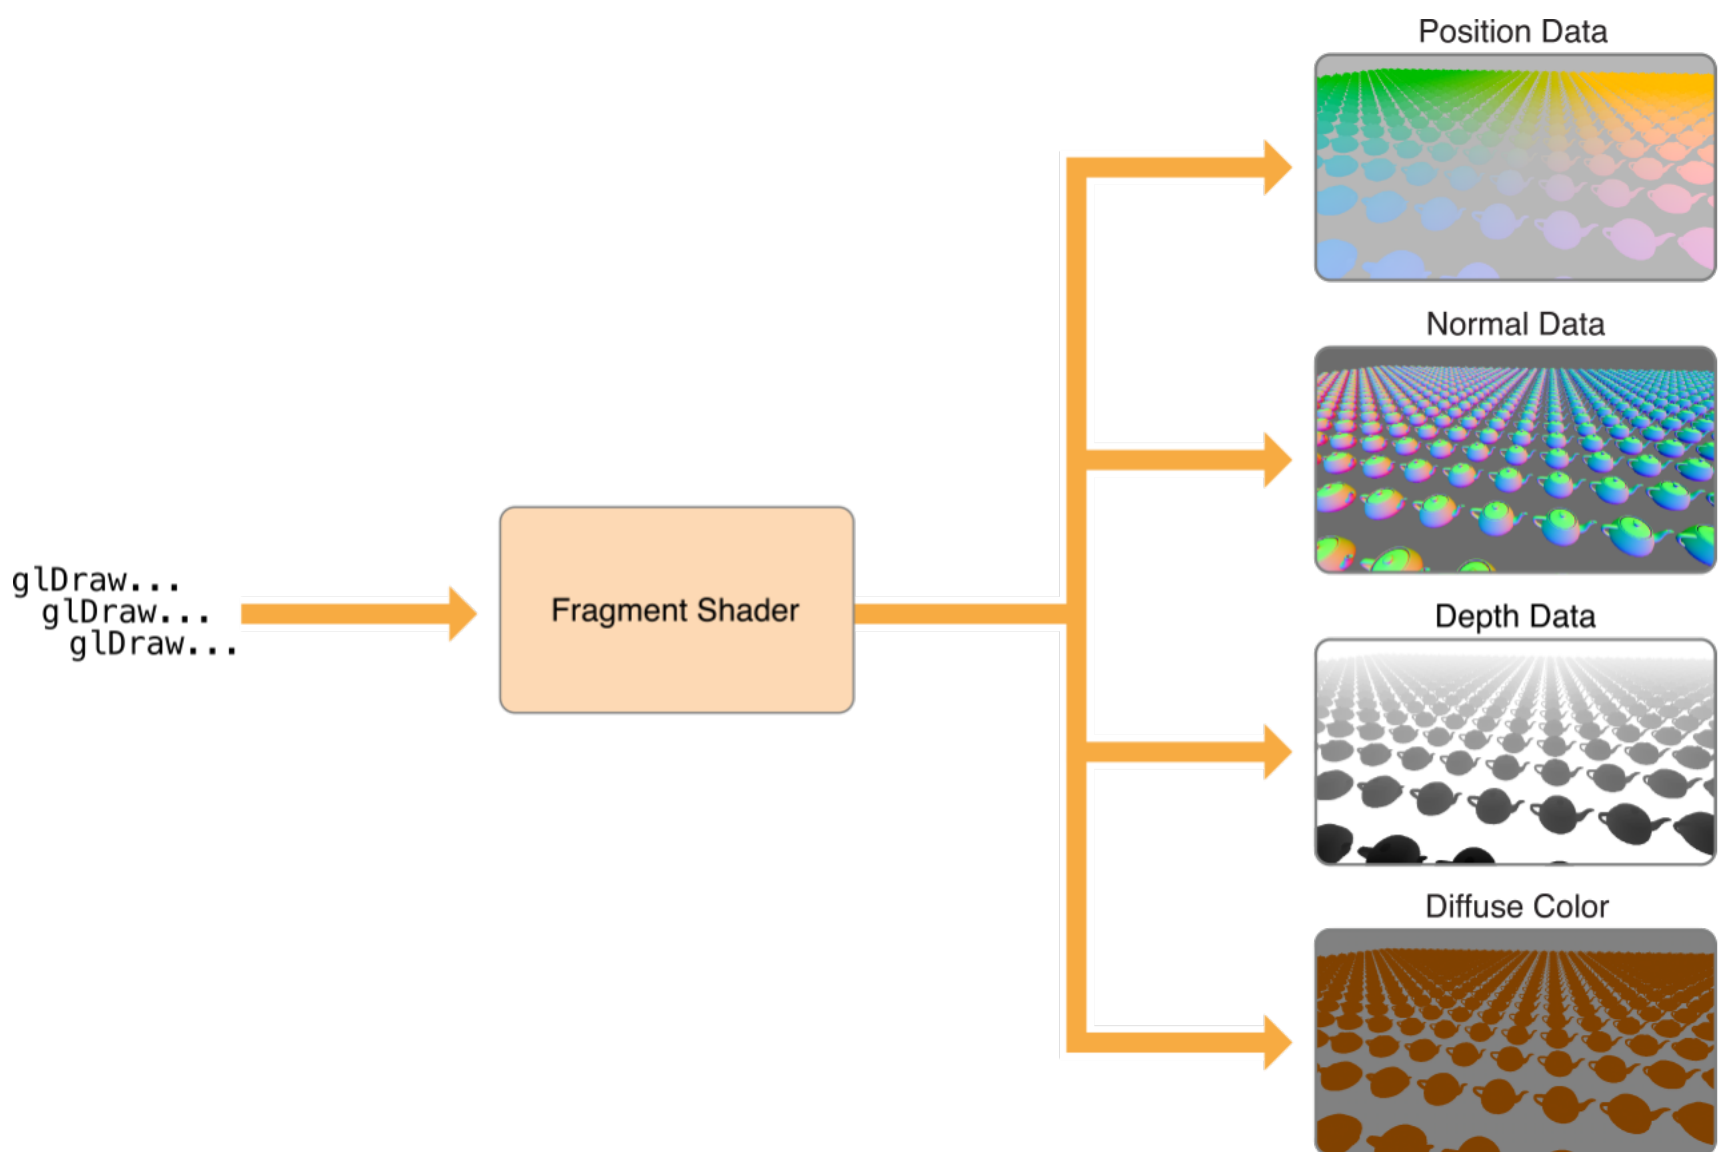 Position Data
Normal Data
Depth Data
Diffuse Color
glDraw...
glDraw...
glDraw...
Fragment Shader